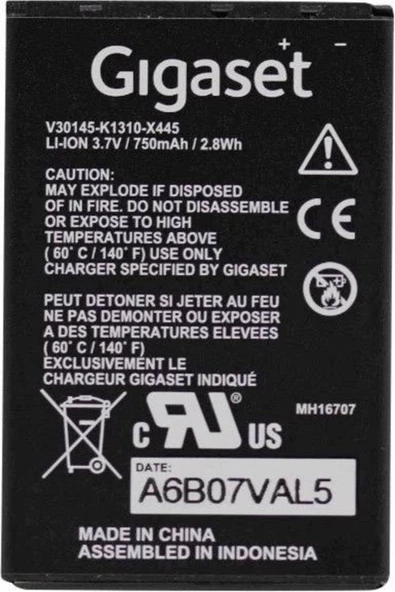 + -
Gigaset
V30145-K1310-X445
LI-ION 3.7V / 750mAh / 2.8Wh
CAUTION:
MAY EXPLODE IF DISPOSED
OF IN FIRE. DO NOT DISASSEMBLE
OR EXPOSE TO HIGH
TEMPERATURES ABOVE
( 60° C / 140° F) USE ONLY
CHARGER SPECIFIED BY GIGASET
CE
PEUT DETONER SI JETER AU FEU
NE PAS DEMONTER OU EXPOSER
A DES TEMPERATURES ELEVEES
( 60° C/ 140° F)
EXCLUSIVEMENT LE
CHARGEUR GIGASET INDIQUÉ
MH16707
c RU® US
DATE:
A6B07VAL5
MADE IN CHINA
ASSEMBLED IN INDONESIA